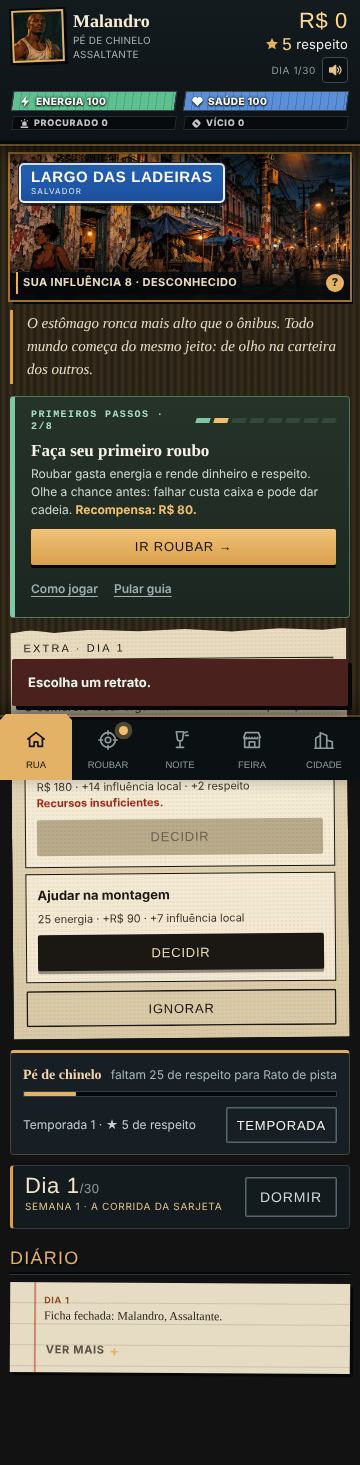 Malandro
PÉ DE CHINELO
ASSALTANTE
R$ 0
★ 5 respeito
DIA 1/30
ENERGIA 100
SAÚDE 100
PROCURADO 0
VÍCIO 0
LARGO DAS LADEIRAS
SALVADOR
SUA INFLUÊNCIA 8 · DESCONHECIDO
?
O estômago ronca mais alto que o ônibus. Todo
mundo começa do mesmo jeito: de olho na carteira
dos outros.
PRIMEIROS PASSOS ·
2/8
Faça seu primeiro roubo
Roubar gasta energia e rende dinheiro e respeito.
Olhe a chance antes: falhar custa caixa e pode dar
cadeia. Recompensa: R$ 80.
IR ROUBAR →
Como jogar
Pular guia
EXTRA · DIA 1
Escolha um retrato.
RUA
ROUBAR
NOITE
FEIRA
CIDADE
R$ 180 · +14 influência local · +2 respeito
Recursos insuficientes.
DECIDIR
Ajudar na montagem
25 energia · +R$ 90 · +7 influência local
DECIDIR
IGNORAR
Pé de chinelo
faltam 25 de respeito para Rato de pista
Temporada 1 · ★ 5 de respeito
TEMPORADA
Dia 1/30
SEMANA 1 · A CORRIDA DA SARJETA
DORMIR
DIÁRIO
DIA 1
Ficha fechada: Malandro, Assaltante.
VER MAIS +